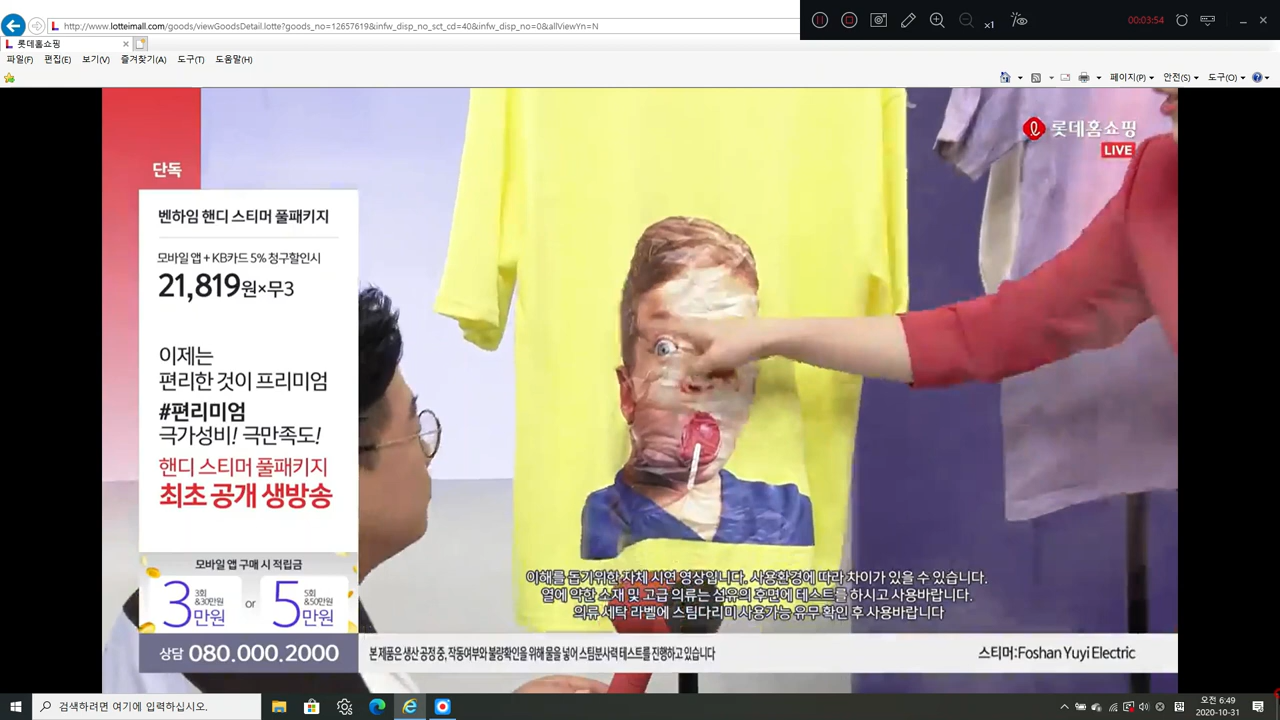 http://www.lotteimall.com/goods/viewGoodsDetail.lotte?goods_no=12657619&infw_disp_no_sct_cd=40&infw_disp_no=0&allViewYn=N
x1
00:03:54
롯데홈쇼핑
파일(F) 편집(E) 보기(V) 즐겨찾기(A) 도구(T) 도움말(H)
페이지(P) 안전(S) 도구(O)
롯데홈쇼핑
LIVE
단독
벤하임 핸디 스티머 풀패키지
모바일 앱 + KB카드 5% 청구할인시
21,819원×무3
이제는
편리한 것이 프리미엄
#편리미엄
극가성비! 극만족도!
핸디 스티머 풀패키지
최초 공개 생방송
모바일 앱 구매 시 적립금
3 3회 &30만원 만원 or 5 5회 &50만원 만원
이해를 돕기위한 자체 시연 영상입니다. 사용환경에 따라 차이가 있을 수 있습니다.
열에 약한 소재 및 고급 의류는 섬유의 후면에 테스트를 하시고 사용바랍니다.
의류 세탁 라벨에 스팀다리미 사용가능 유무 확인 후 사용바랍니다
상담 080.000.2000
본 제품은 생산 공정 중, 작동여부와 불량확인을 위해 물을 넣어 스팀분사력 테스트를 진행하고 있습니다
스티머:Foshan Yuyi Electric
검색하려면 여기에 입력하십시오.
오전 6:49
2020-10-31